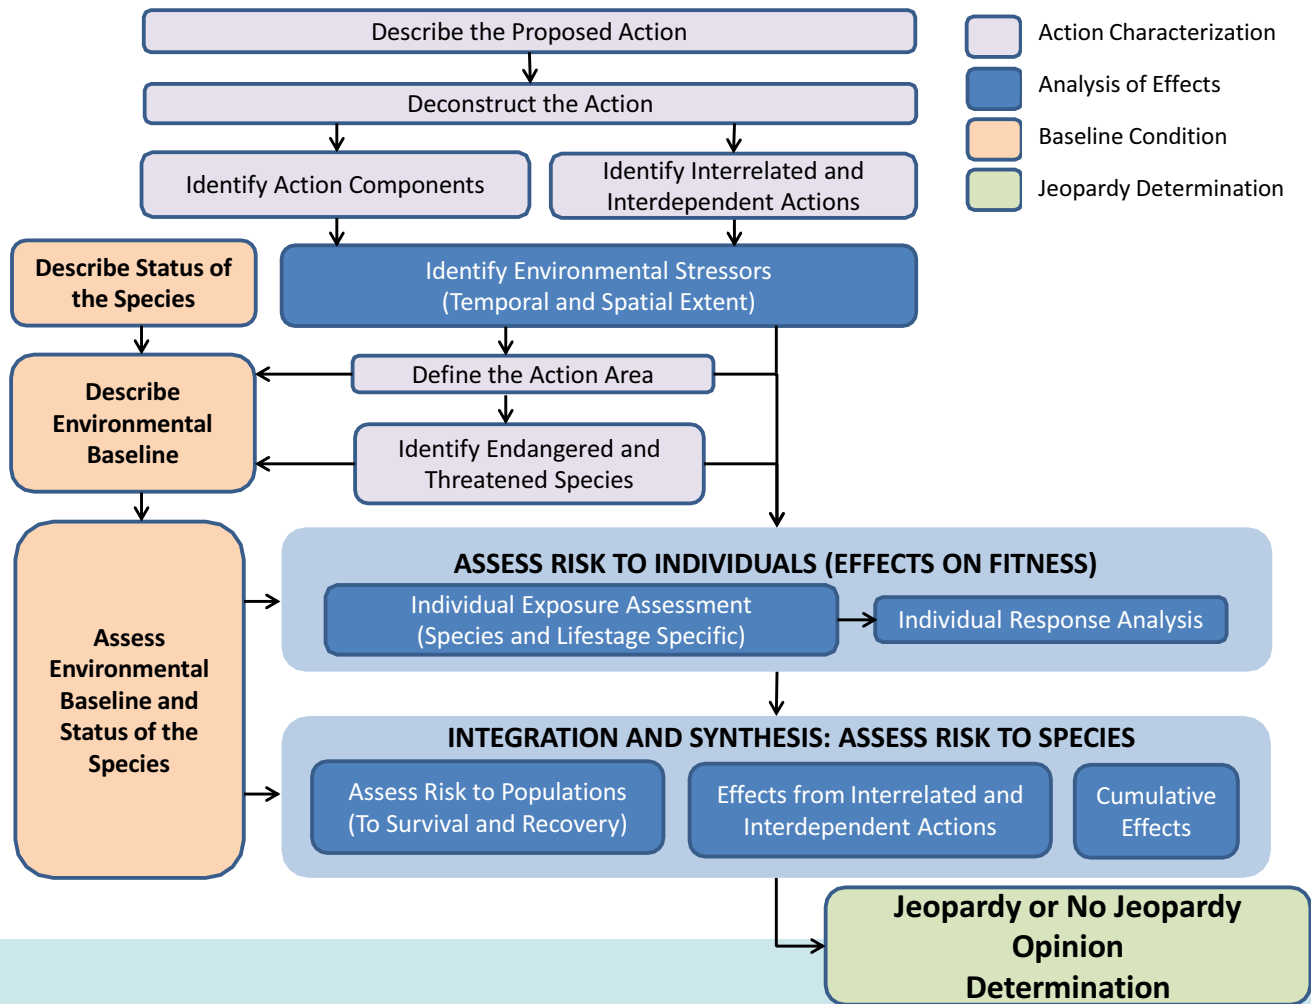 Describe the Proposed Action
Deconstruct the Action
Identify Action Components
Identify Interrelated and
Interdependent Actions
Action Characterization
Analysis of Effects
Baseline Condition
Jeopardy Determination
Describe Status of
the Species
Identify Environmental Stressors
(Temporal and Spatial Extent)
Describe
Environmental
Baseline
Define the Action Area
Identify Endangered and
Threatened Species
Assess
Environmental
Baseline and
Status of the
Species
ASSESS RISK TO INDIVIDUALS (EFFECTS ON FITNESS)
Individual Exposure Assessment
(Species and Lifestage Specific)
Individual Response Analysis
INTEGRATION AND SYNTHESIS: ASSESS RISK TO SPECIES
Assess Risk to Populations
(To Survival and Recovery)
Effects from Interrelated and
Interdependent Actions
Cumulative
Effects
Jeopardy or No Jeopardy
Opinion
Determination